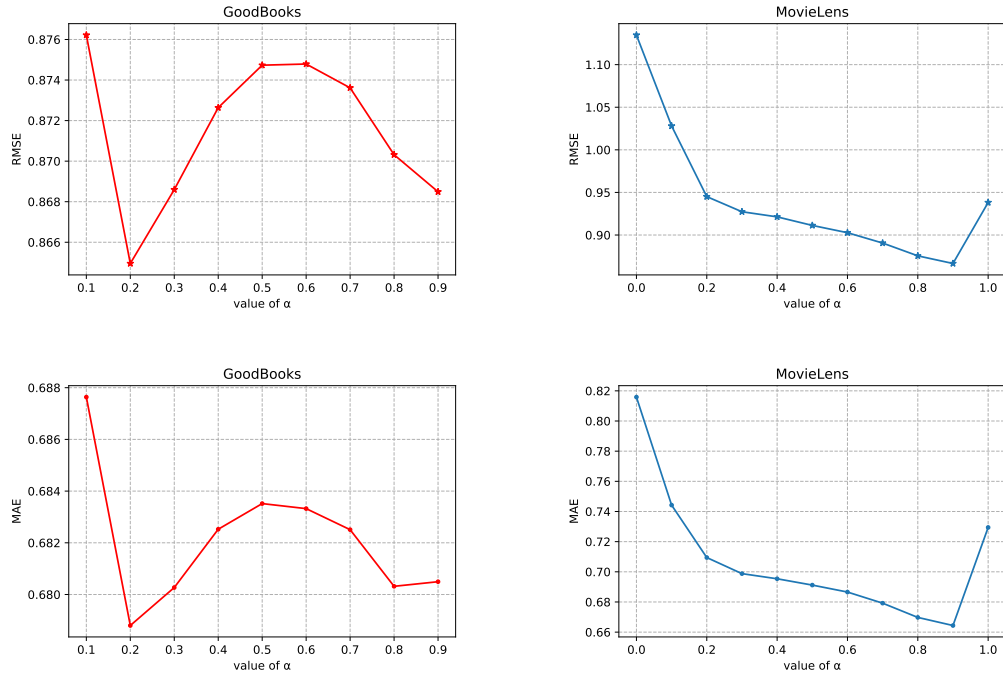 GoodBooks
0.876
0.874
0.872
0.870
0.868
0.866
RMSE
0.1 0.2 0.3 0.4 0.5 0.6 0.7 0.8 0.9
value of α
MovieLens
1.10
1.05
1.00
0.95
0.90
RMSE
0.0 0.2 0.4 0.6 0.8 1.0
value of α
GoodBooks
0.688
0.686
0.684
0.682
0.680
MAE
0.1 0.2 0.3 0.4 0.5 0.6 0.7 0.8 0.9
value of α
MovieLens
0.82
0.80
0.78
0.76
0.74
0.72
0.70
0.68
0.66
MAE
0.0 0.2 0.4 0.6 0.8 1.0
value of α